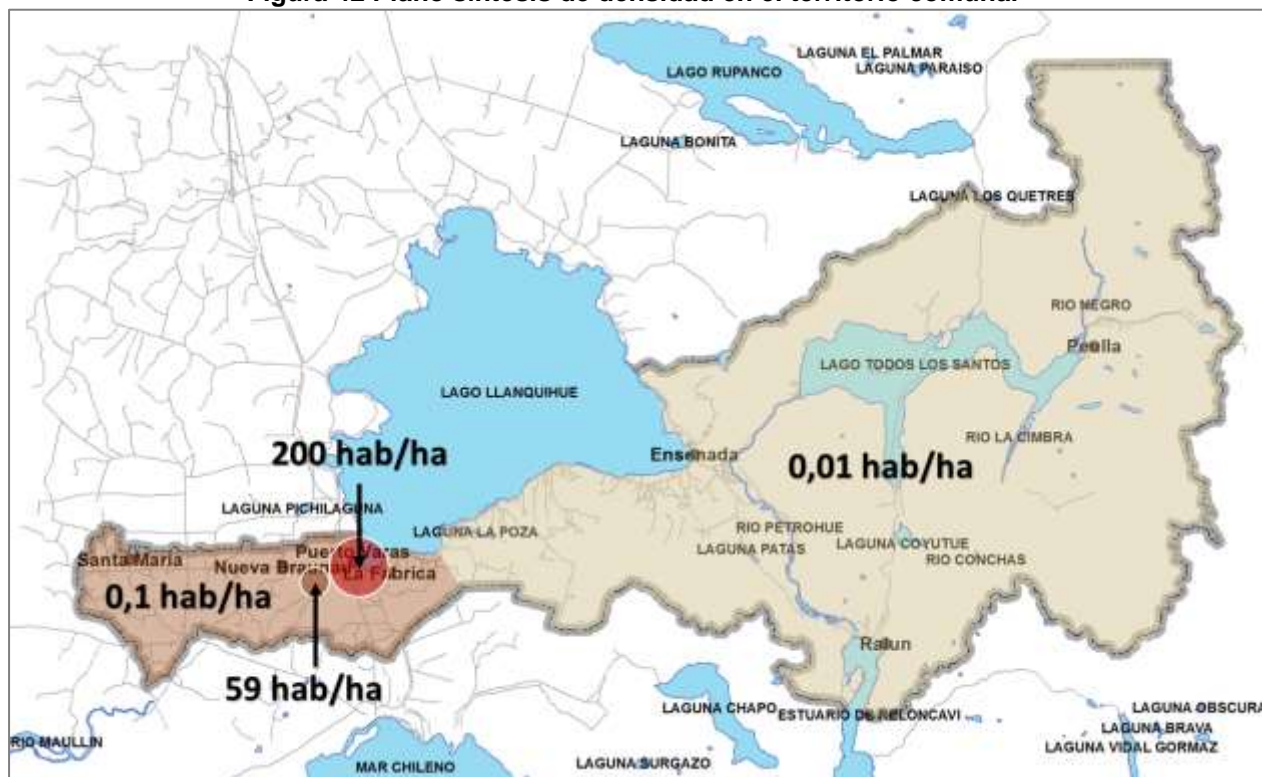 Figura 42 Plano síntesis de densidad en el territorio comunal
LAGUNA EL PALMAR
LAGO RUPANCO
LAGUNA PARAISO
LAGUNA BONITA
LAGUNA LOS QUETRES
RIO NEGRO
Peulla
LAGO TODOS LOS SANTOS
LAGO LLANQUIHUE
RIO LA CIMBRA
200 hab/ha
Ensenada
0,01 hab/ha
LAGUNA PICHILAGUNA
LAGUNA LA POZA
RIO PETROHUE
LAGUNA PATAS
LAGUNA COYUTUE
RIO CONCHAS
Santa María
Puerto Varas
Nueva Braunau
La Fabrica
0,1 hab/ha
Ralun
59 hab/ha
LAGUNA CHAPO
ESTUARIO DE RELONCAVI
LAGUNA OBSCURA
LAGUNA BRAVA
LAGUNA VIDAL GORMAZ
RIO MAULLIN
MAR CHILENO
LAGUNA SURGAZO